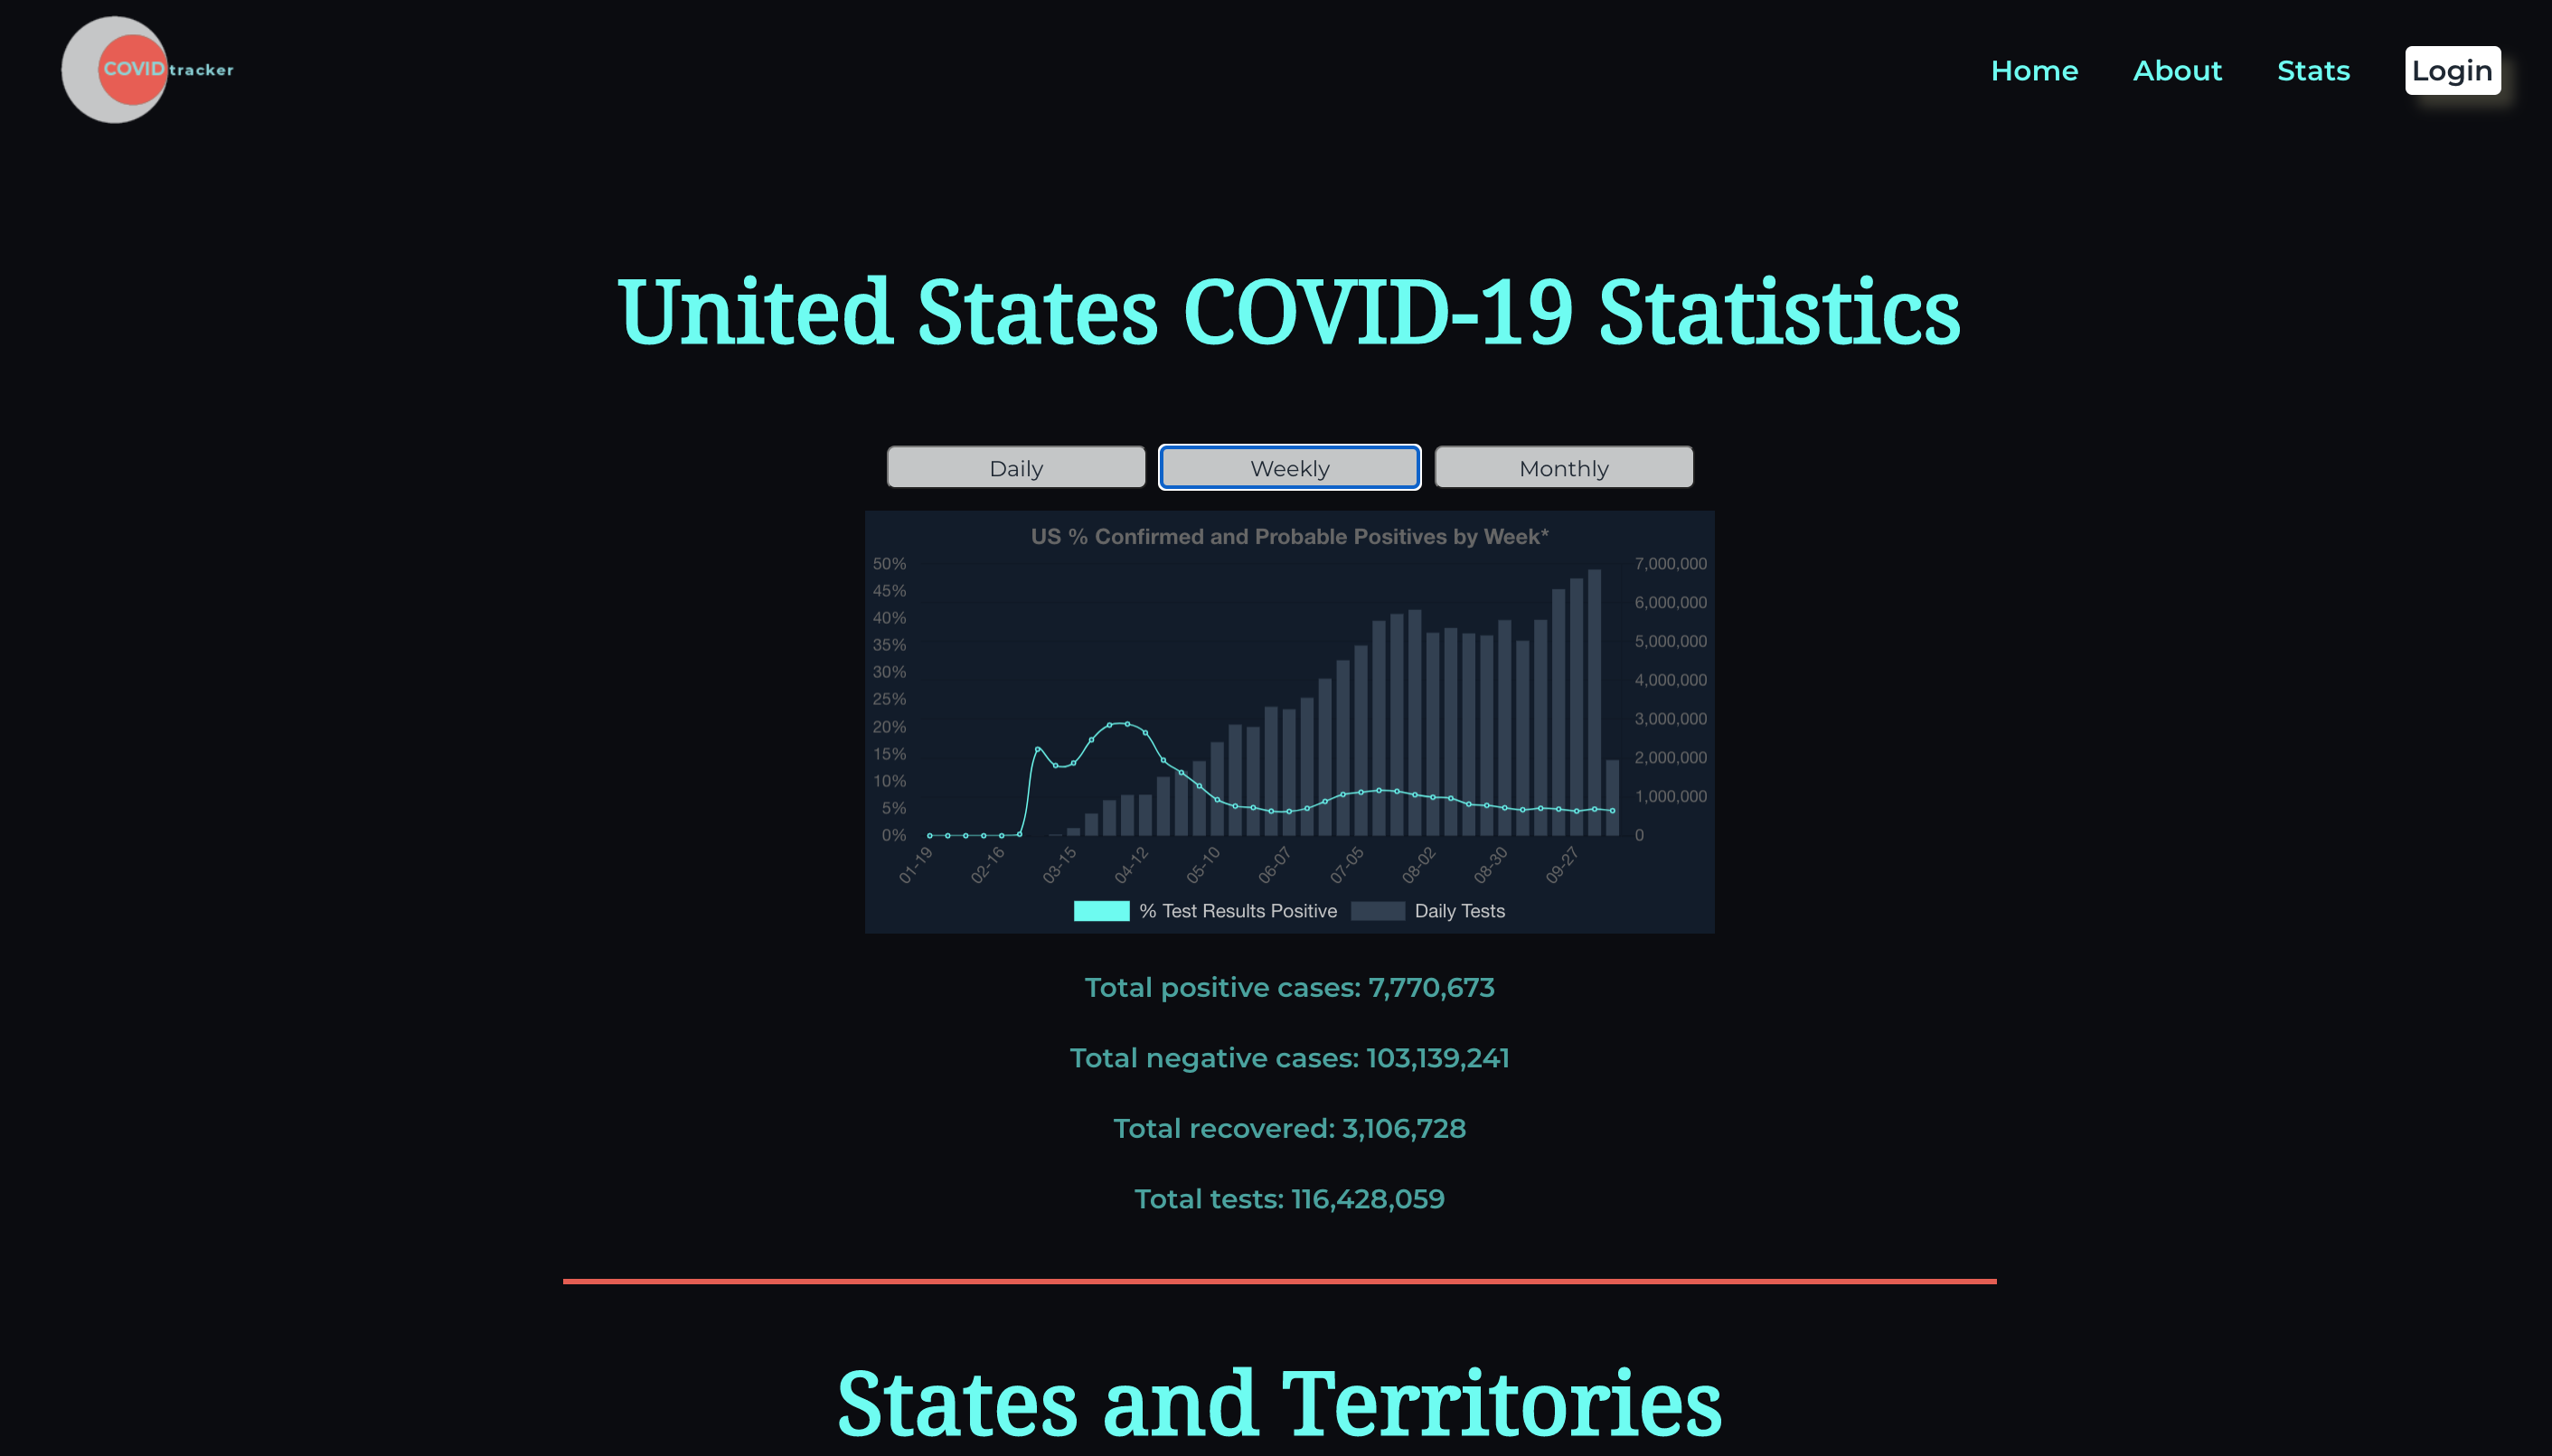 COVIDtracker
Home About Stats Login
United States COVID-19 Statistics
Daily Weekly Monthly
US % Confirmed and Probable Positives by Week*
50% 7,000,000
45%
40% 6,000,000
35% 5,000,000
30%
25% 4,000,000
20% 3,000,000
15% 2,000,000
10%
5% 1,000,000
0% 0
01-19 02-16 03-15 04-12 05-10 06-07 07-05 08-02 08-30 09-27
% Test Results Positive Daily Tests
Total positive cases: 7,770,673
Total negative cases: 103,139,241
Total recovered: 3,106,728
Total tests: 116,428,059
States and Territories